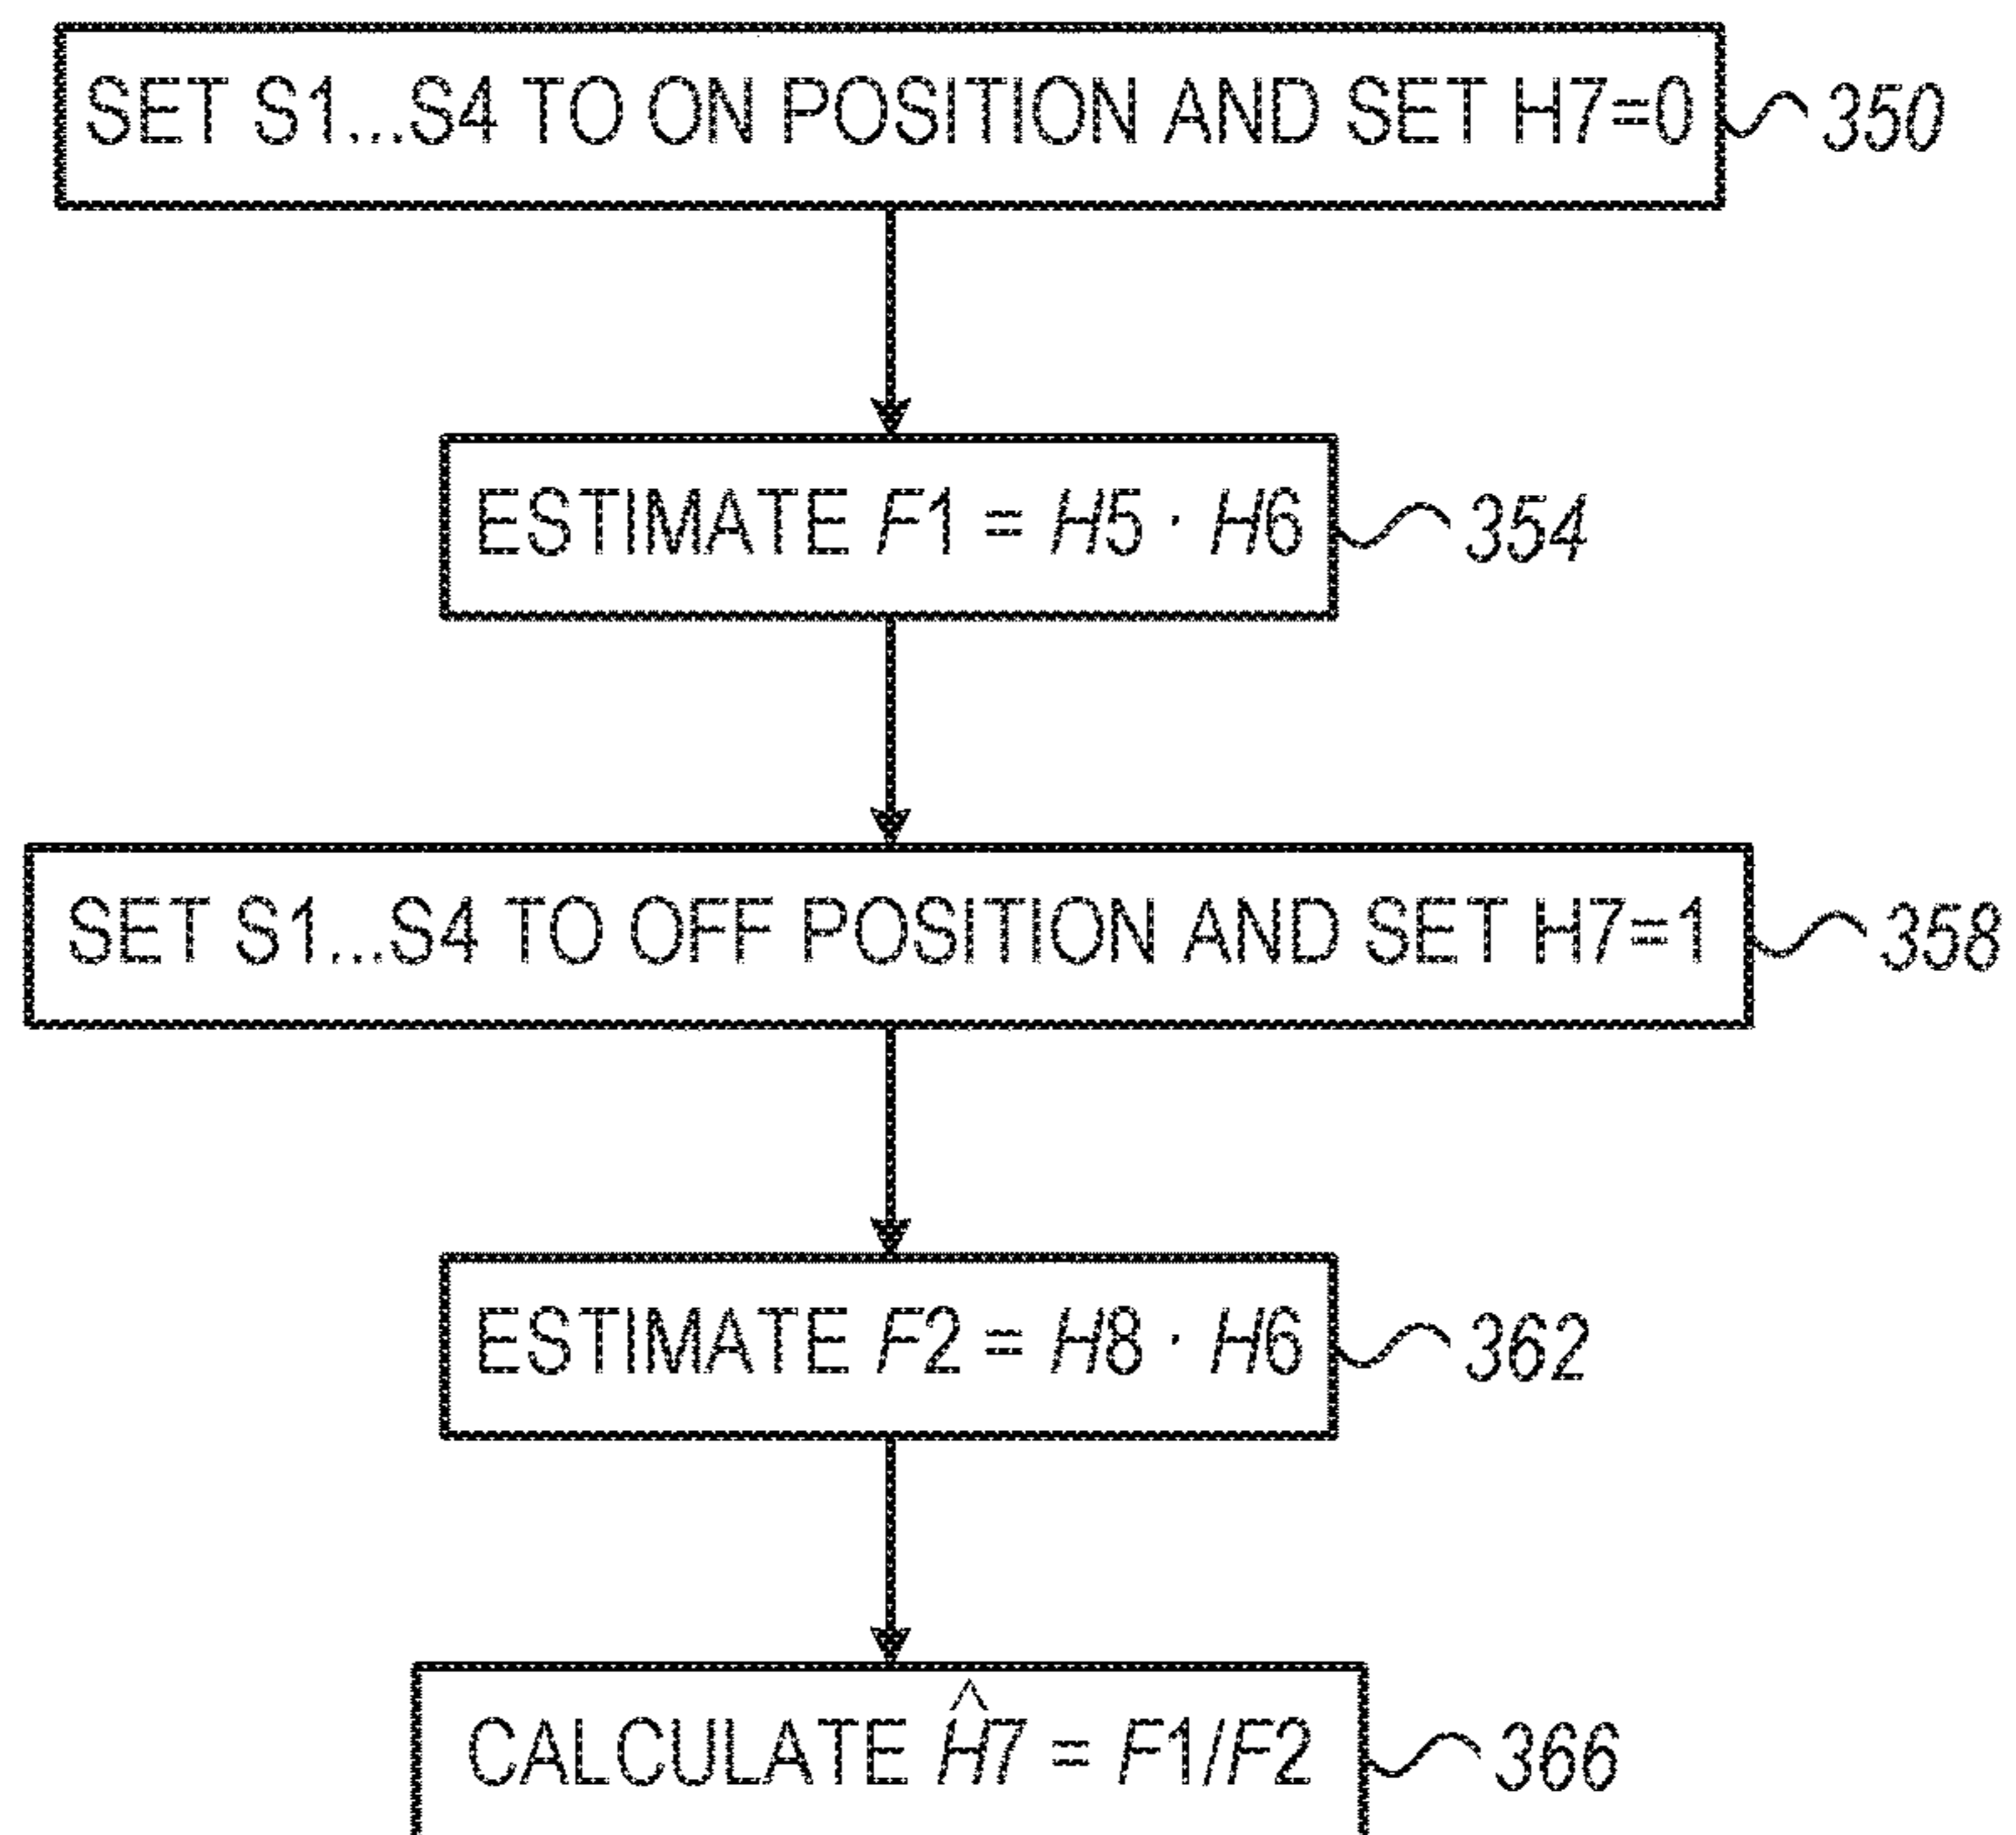 SET S1...S4 TO ON POSITION AND SET H7=0 350
ESTIMATE F1 = H5 · H6 354
SET S1...S4 TO OFF POSITION AND SET H7=1 358
ESTIMATE F2 = H8 · H6 362
CALCULATE Ĥ7 = F1/F2 366